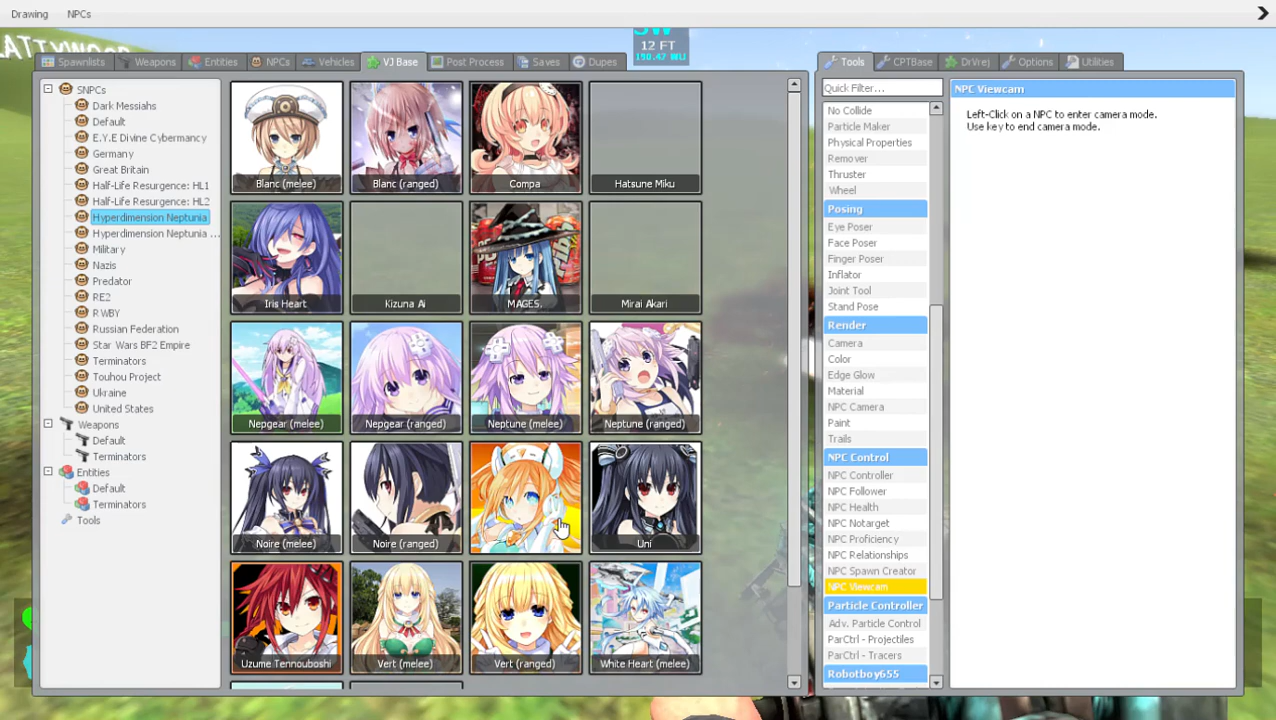 Drawing NPCs
12 FT
Spawnlists Weapons Entities NPCs Vehicles VJ Base Post Process Saves Dupes
SNPCs
Dark Messiahs
Default
E.Y.E Divine Cybermancy
Germany
Great Britain
Half-Life Resurgence: HL1
Half-Life Resurgence: HL2
Hyperdimension Neptunia
Hyperdimension Neptunia ...
Military
Nazis
Predator
RE2
RWBY
Russian Federation
Star Wars BF2 Empire
Terminators
Touhou Project
Ukraine
United States
Weapons
Default
Terminators
Entities
Default
Terminators
Tools
Blanc (melee) Blanc (ranged) Compa Hatsune Miku
Iris Heart Kizuna Ai MAGES. Mirai Akari
Nepgear (melee) Nepgear (ranged) Neptune (melee) Neptune (ranged)
Noire (melee) Noire (ranged) Uni
Uzume Tennouboshi Vert (melee) Vert (ranged) White Heart (melee)
Tools CPTBase DrVrej Options Utilities
Quick Filter...
No Collide
Particle Maker
Physical Properties
Remover
Thruster
Wheel
Posing
Eye Poser
Face Poser
Finger Poser
Inflator
Joint Tool
Stand Pose
Render
Camera
Color
Edge Glow
Material
NPC Camera
Paint
Trails
NPC Control
NPC Controller
NPC Follower
NPC Health
NPC Notarget
NPC Proficiency
NPC Relationships
NPC Spawn Creator
NPC Viewcam
Particle Controller
Adv. Particle Control
ParCtrl - Projectiles
ParCtrl - Tracers
Robotboy655
NPC Viewcam
Left-Click on a NPC to enter camera mode.
Use key to end camera mode.